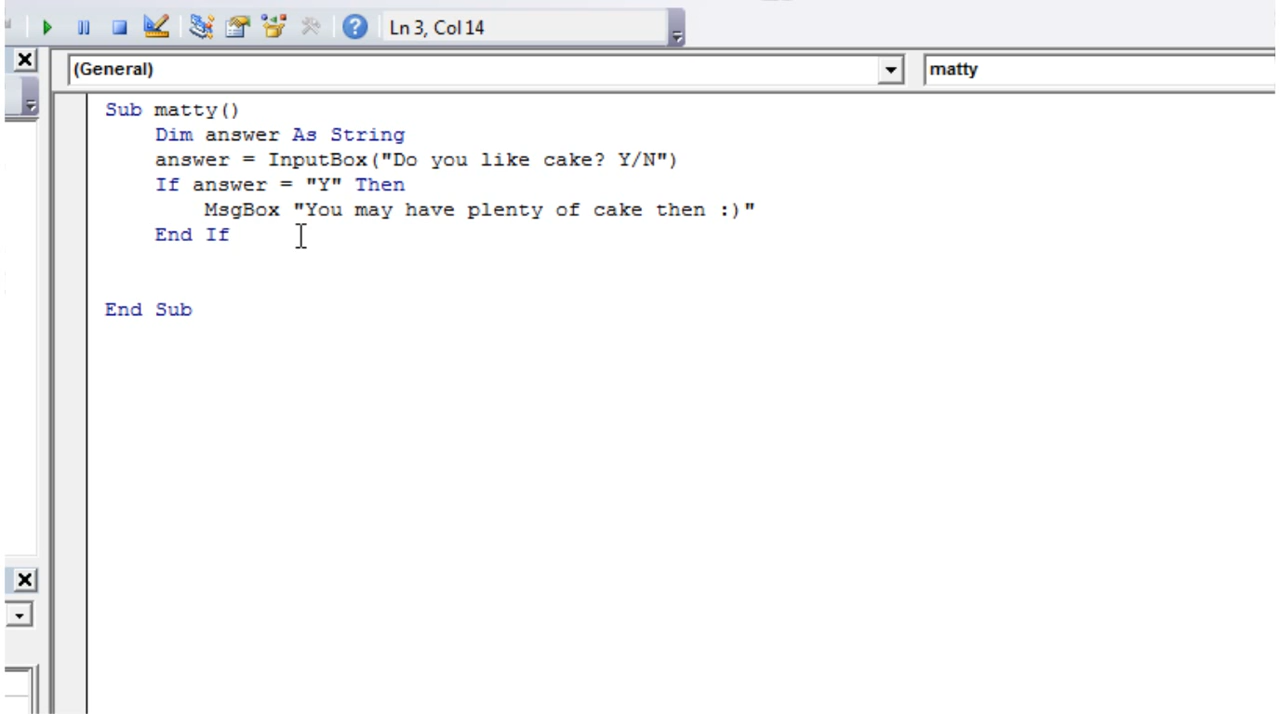 Ln 3, Col 14
(General)
matty
Sub matty()
Dim answer As String
answer = InputBox("Do you like cake? Y/N")
If answer = "Y" Then
MsgBox "You may have plenty of cake then :)"
End If
End Sub